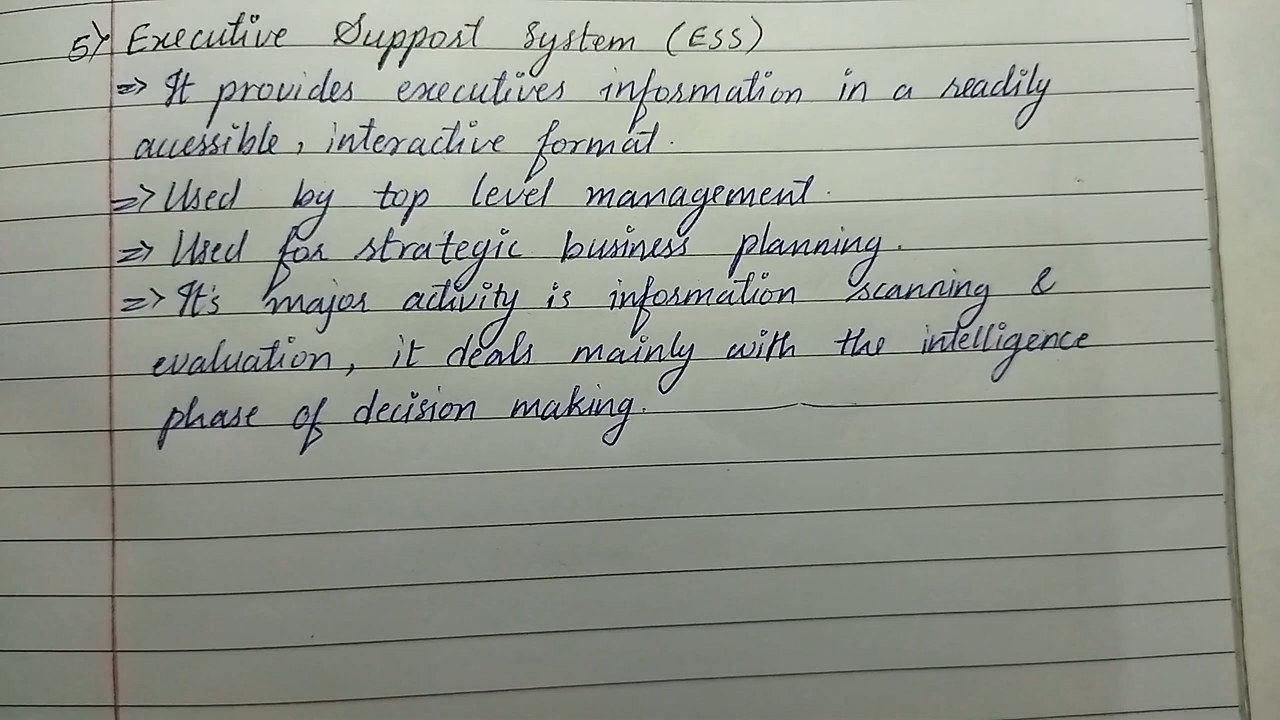 5) Executive Support System (ESS)
=> It provides executives information in a readily
accessible, interactive format.
=> Used by top level management.
=> Used for strategic business planning.
=> It's major activity is information scanning &
evaluation, it deals mainly with the intelligence
phase of decision making.